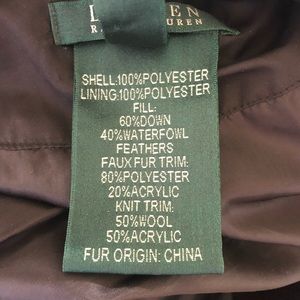 SHELL:100%POLYESTER
LINING:100%POLYESTER
FILL:
60%DOWN
40%WATERFOWL
FEATHERS
FAUX FUR TRIM:
80%POLYESTER
20%ACRYLIC
KNIT TRIM:
50%WOOL
50%ACRYLIC
FUR ORIGIN: CHINA